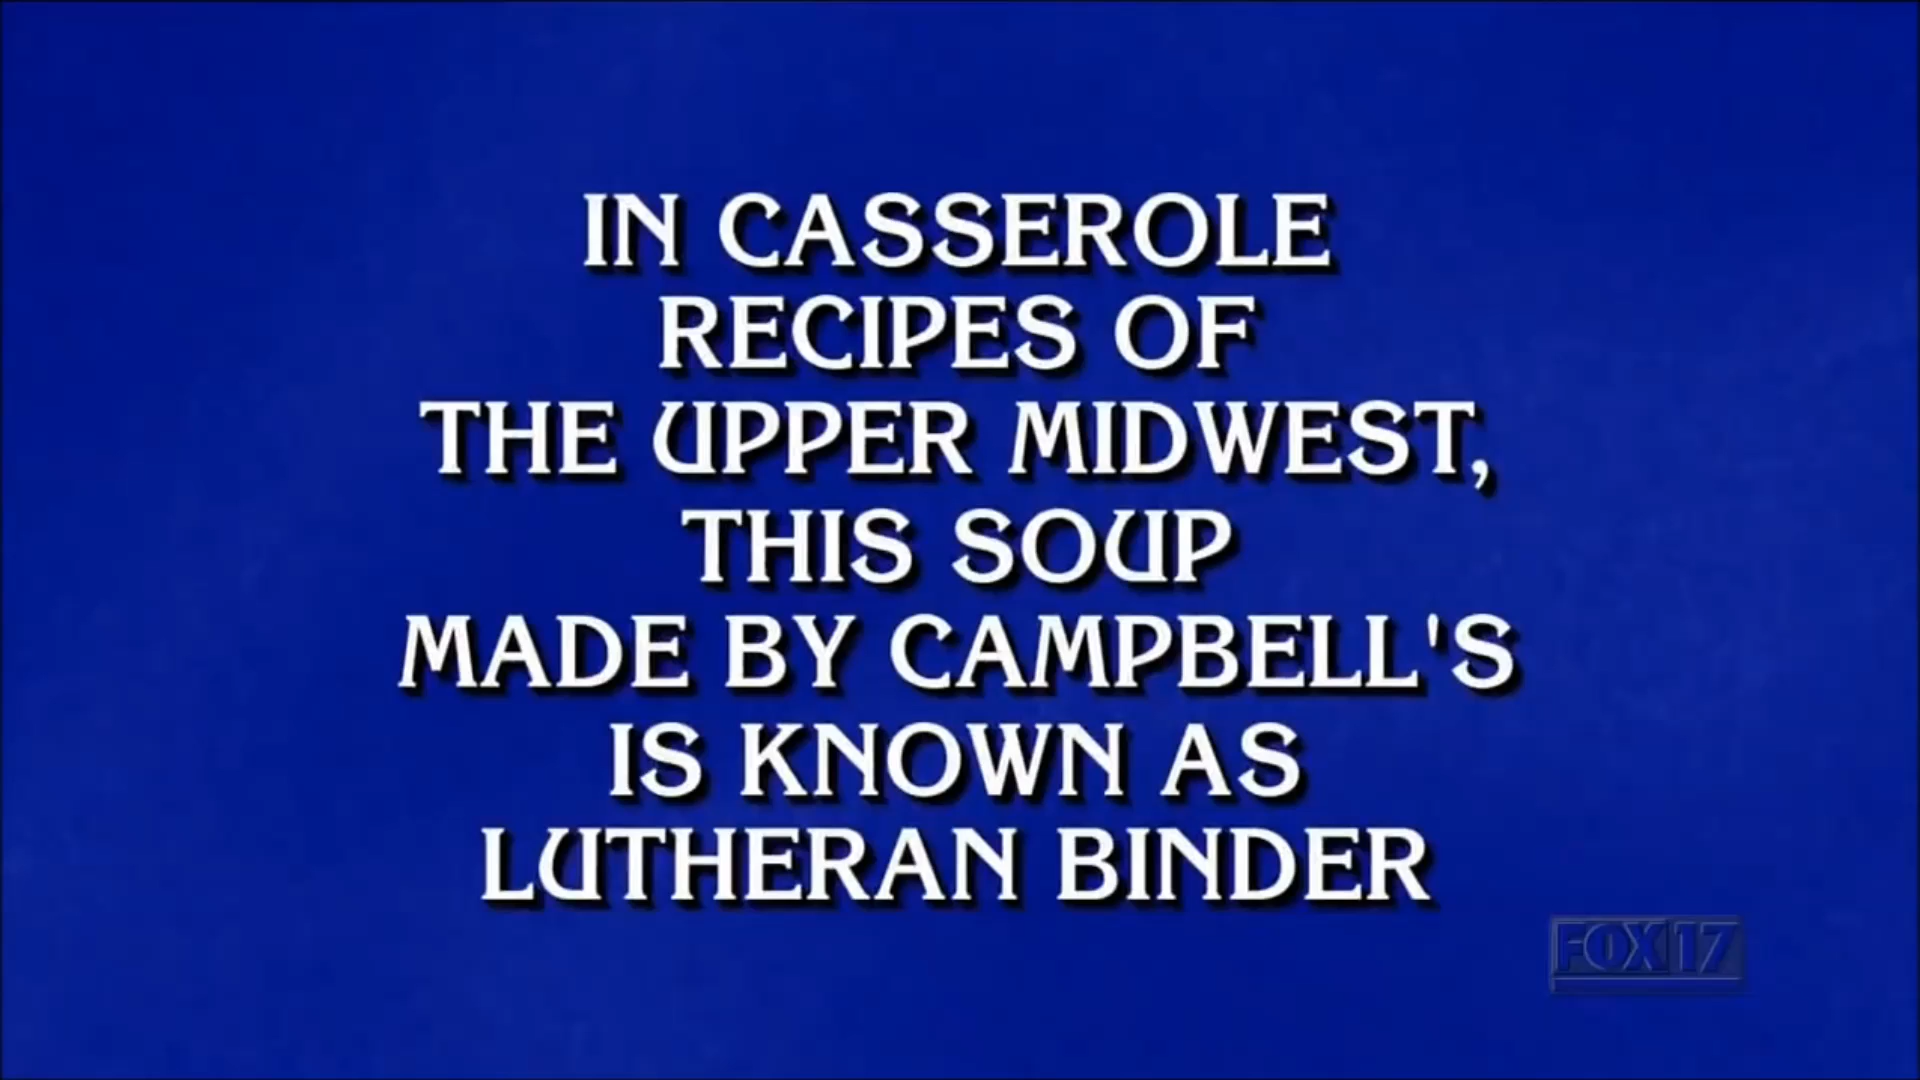 IN CASSEROLE
RECIPES OF
THE UPPER MIDWEST,
THIS SOUP
MADE BY CAMPBELL'S
IS KNOWN AS
LUTHERAN BINDER
FOX 17